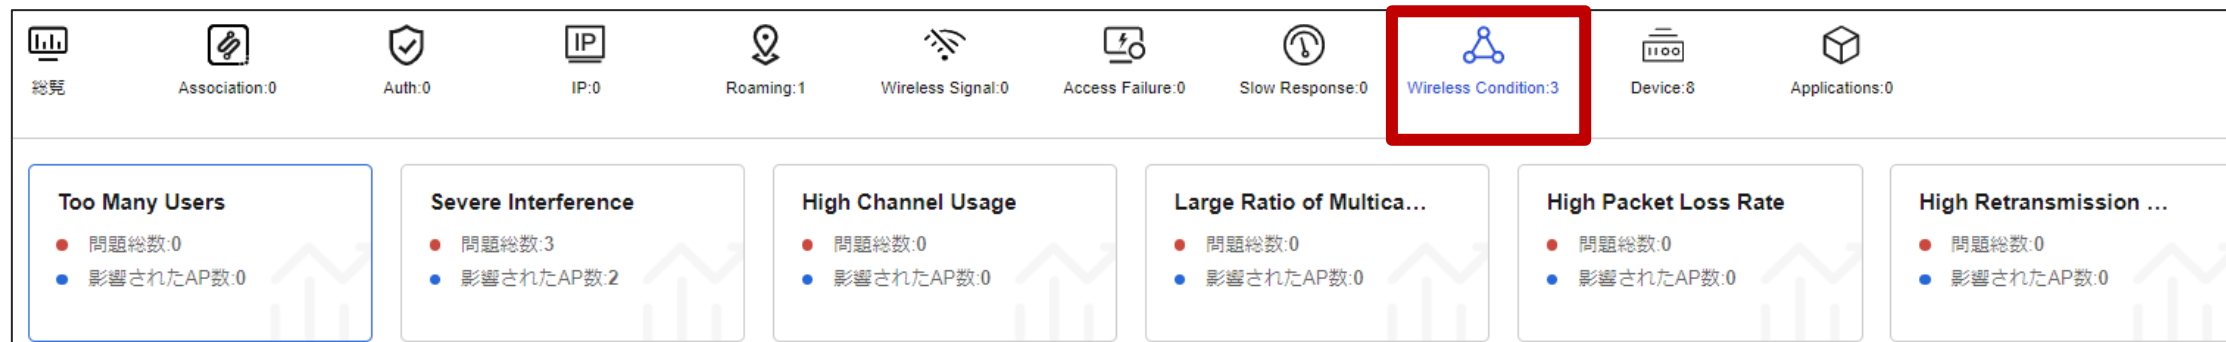 IP
総覧 Association:0 Auth:0 IP:0 Roaming:1 Wireless Signal:0 Access Failure:0 Slow Response:0 Wireless Condition:3 Device:8 Applications:0
Too Many Users
問題総数:0
影響されたAP数:0
Severe Interference
問題総数:3
影響されたAP数:2
High Channel Usage
問題総数:0
影響されたAP数:0
Large Ratio of Multica...
問題総数:0
影響されたAP数:0
High Packet Loss Rate
問題総数:0
影響されたAP数:0
High Retransmission ...
問題総数:0
影響されたAP数:0